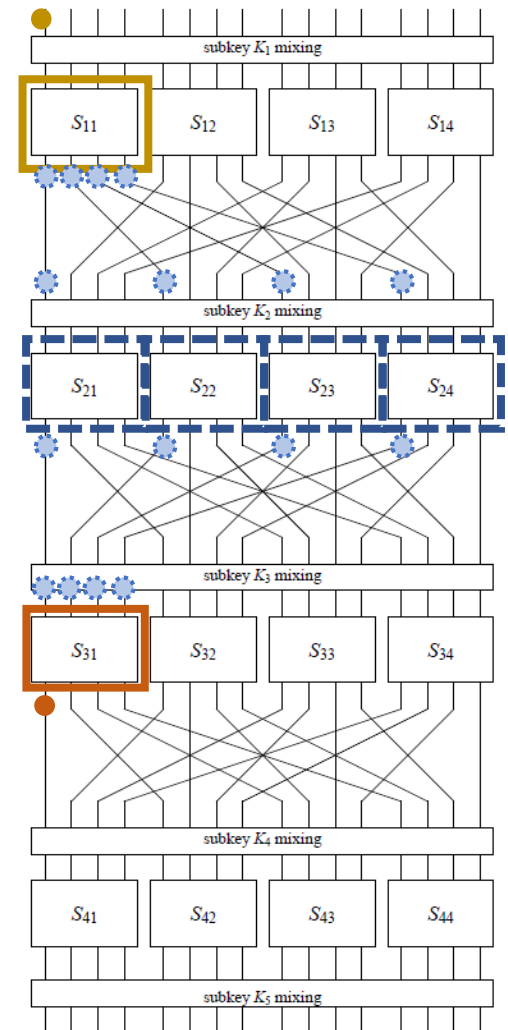 subkey K₁ mixing
S₁₁ S₁₂ S₁₃ S₁₄
subkey K₂ mixing
S₂₁ S₂₂ S₂₃ S₂₄
subkey K₃ mixing
S₃₁ S₃₂ S₃₃ S₃₄
subkey K₄ mixing
S₄₁ S₄₂ S₄₃ S₄₄
subkey K₅ mixing